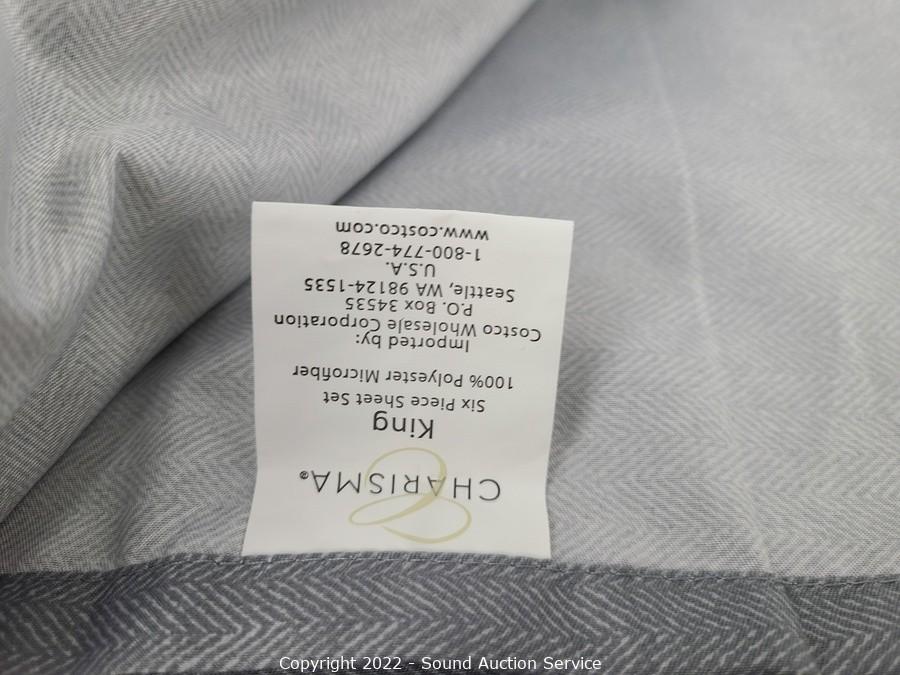 CHARISMA®
King
Six Piece Sheet Set
100% Polyester Microfiber
Imported by:
Costco Wholesale Corporation
P.O. Box 34535
Seattle, WA 98124-1535
U.S.A.
1-800-774-2678
www.costco.com
Copyright 2022 - Sound Auction Service